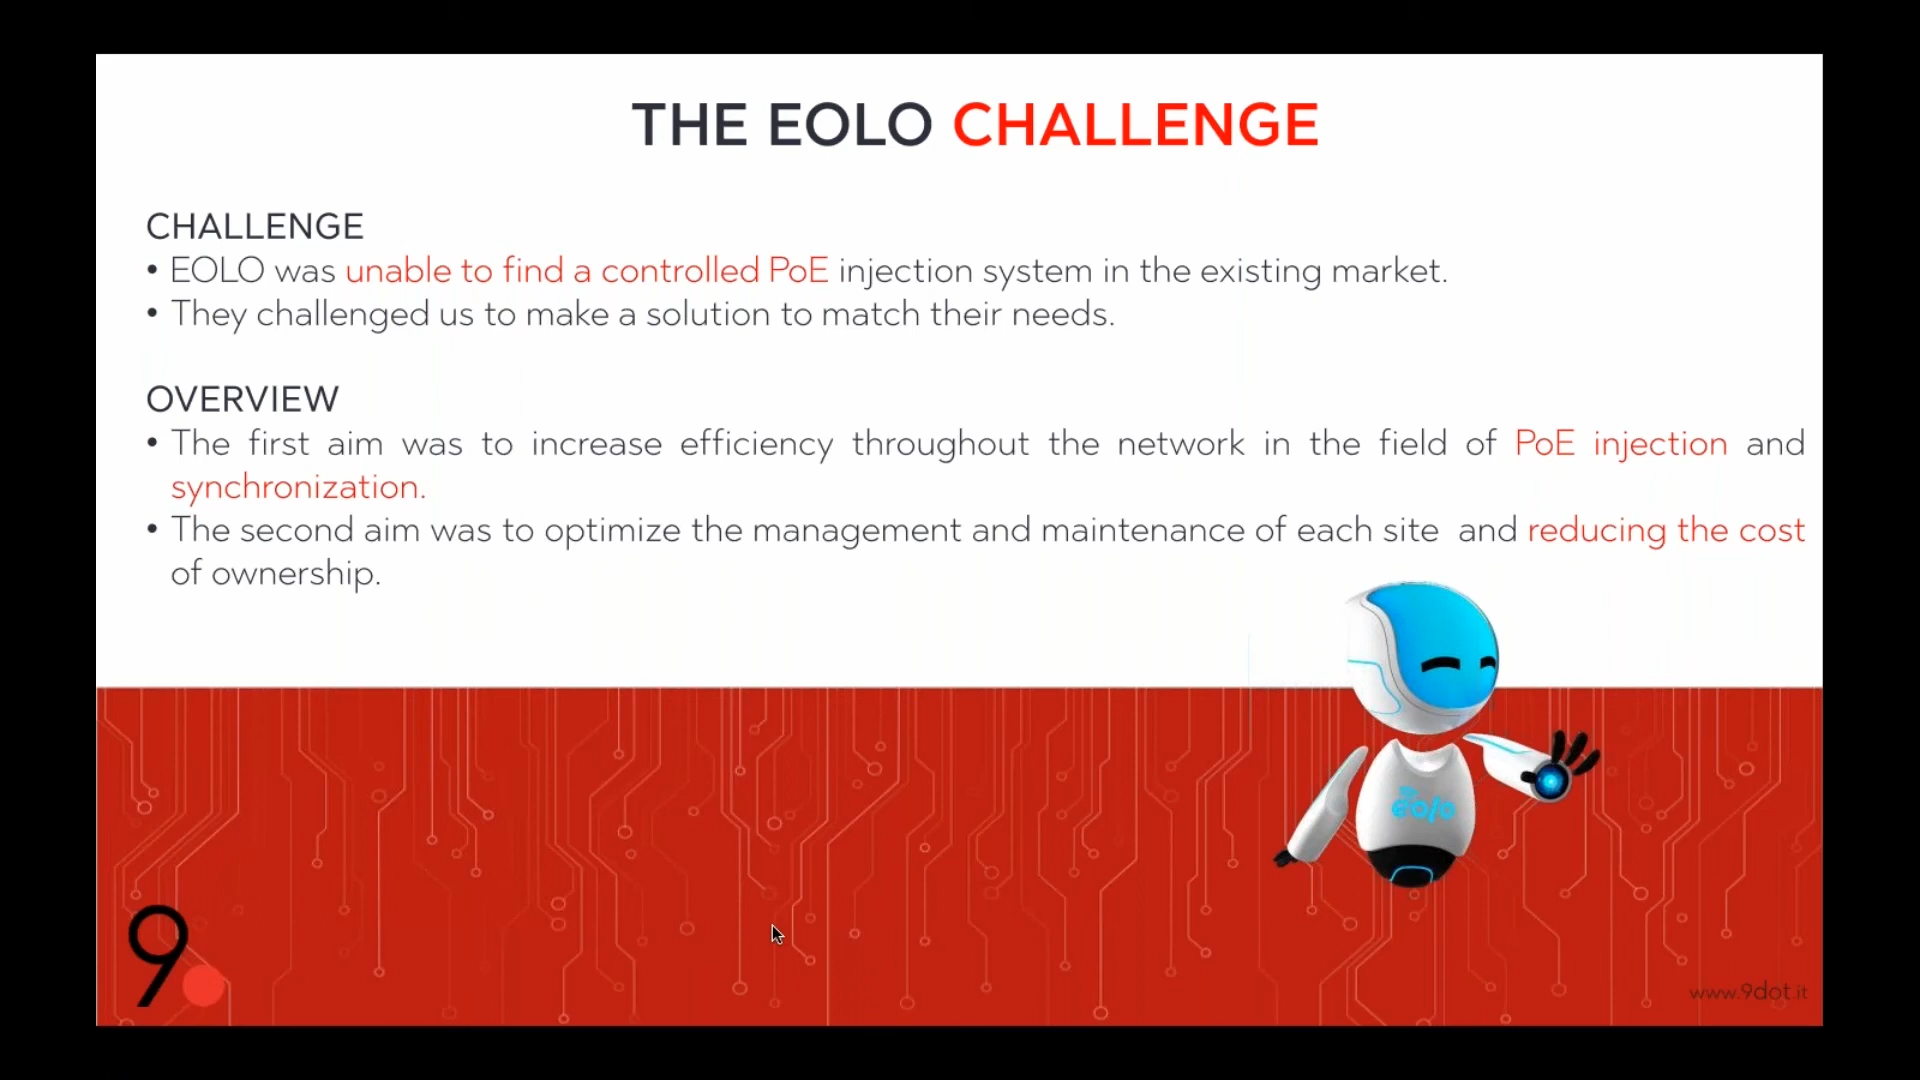 THE EOLO CHALLENGE
CHALLENGE
• EOLO was unable to find a controlled PoE injection system in the existing market.
• They challenged us to make a solution to match their needs.
OVERVIEW
• The first aim was to increase efficiency throughout the network in the field of PoE injection and
synchronization.
• The second aim was to optimize the management and maintenance of each site and reducing the cost
of ownership.
eolo
9.
www.9dot.it